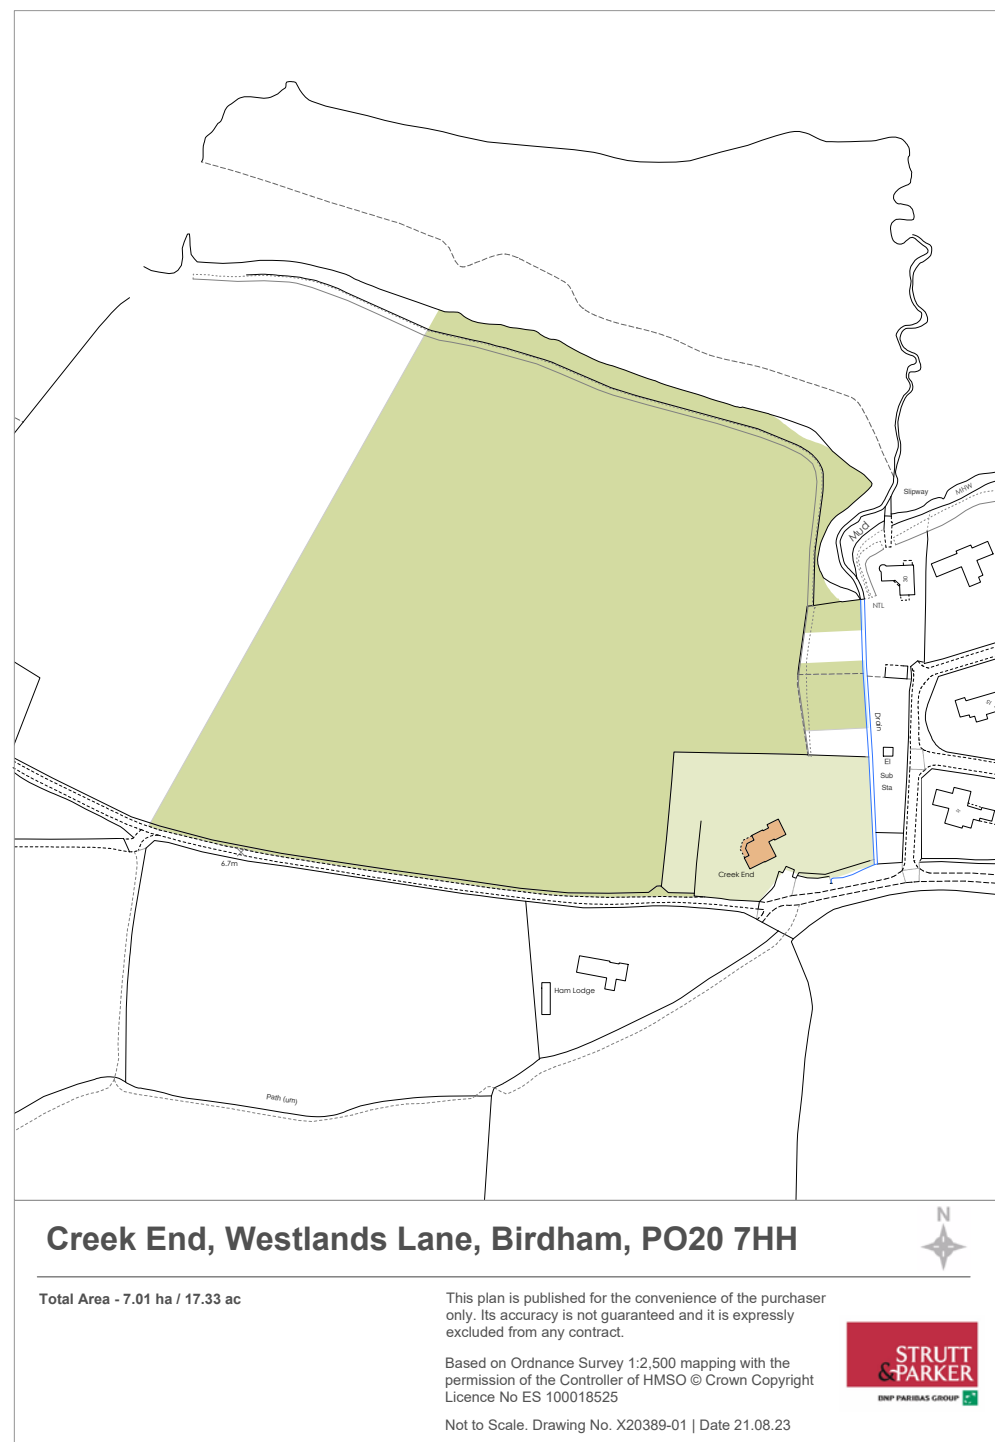 Slipway
MHW
Mud
30
NTL
Drain
El
Sub
Sta
Creek End
6.7m
Ham Lodge
Path (um)
Creek End, Westlands Lane, Birdham, PO20 7HH
N
Total Area - 7.01 ha / 17.33 ac
This plan is published for the convenience of the purchaser
only. Its accuracy is not guaranteed and it is expressly
excluded from any contract.
Based on Ordnance Survey 1:2,500 mapping with the
permission of the Controller of HMSO © Crown Copyright
Licence No ES 100018525
Not to Scale. Drawing No. X20389-01 | Date 21.08.23
STRUTT
&PARKER
BNP PARIBAS GROUP